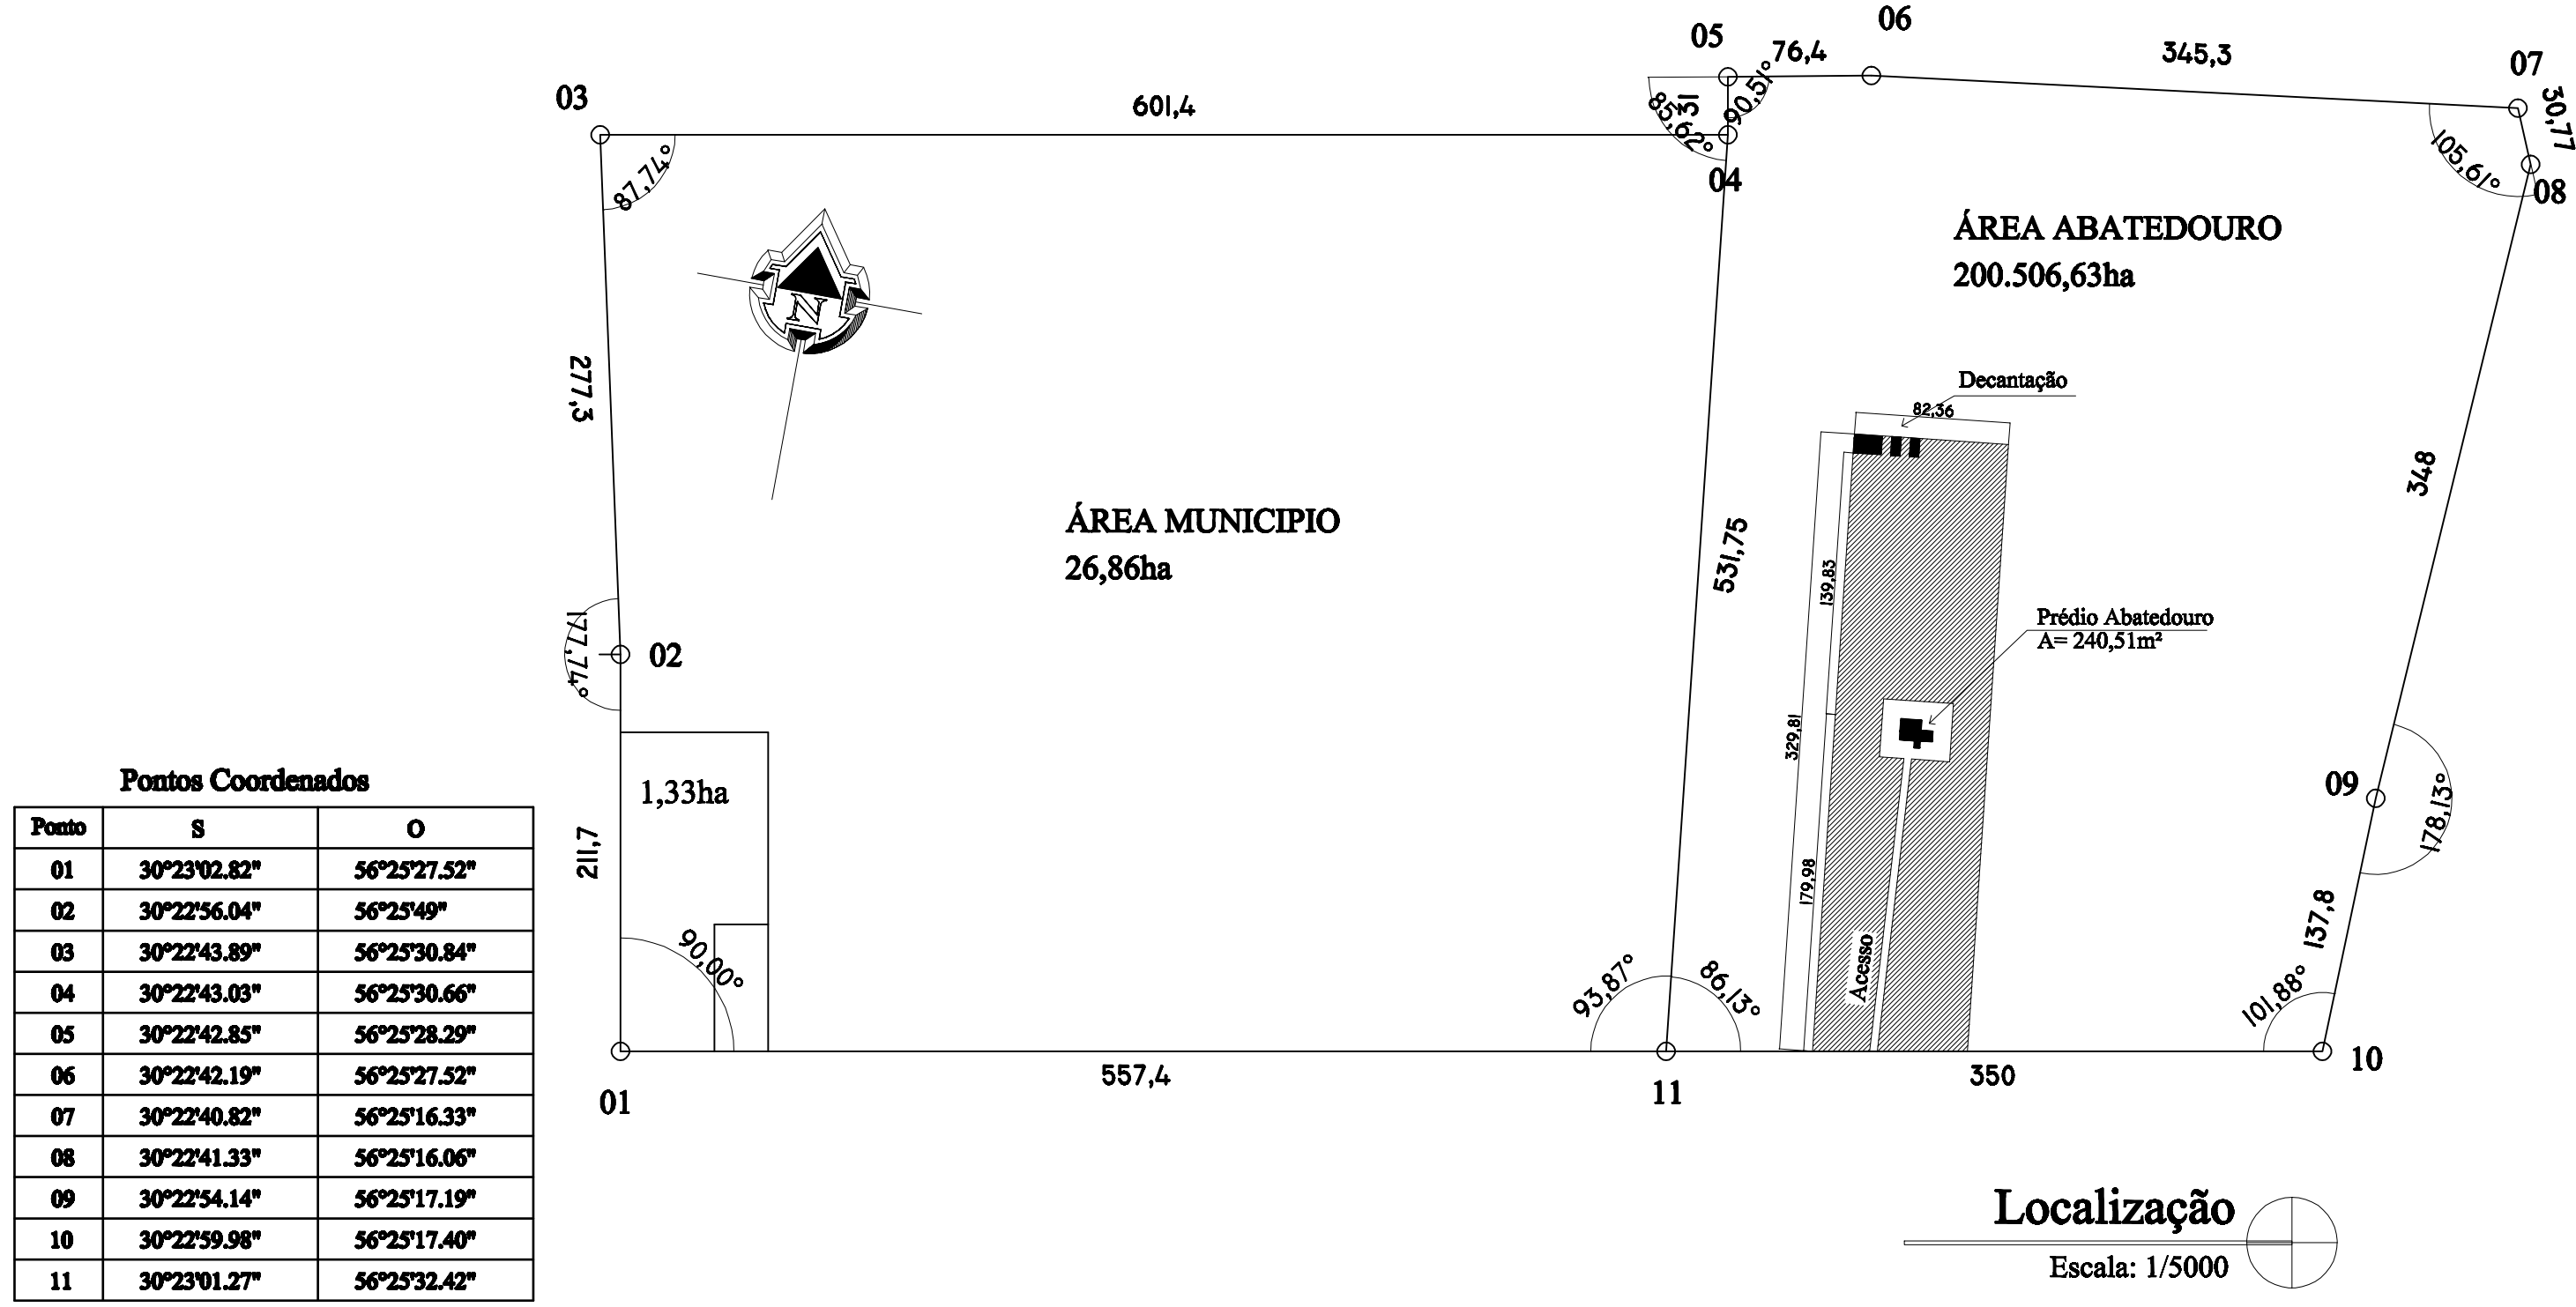 05
06
76,4
345,3
07
03
601,4
31
90,51°
85,62°
30,77
04
105,61°
08
87,74°
ÁREA ABATEDOURO
200.506,63ha
N
277,3
Decantação
82,36
348
ÁREA MUNICIPIO
26,86ha
531,75
139,83
Prédio Abatedouro
A= 240,51m²
177,74°
02
329,81
09
178,13°
1,33ha
211,7
179,98
137,8
90,00°
Acesso
93,87°
86,13°
101,88°
01
557,4
11
350
10
Pontos Coordenados
Ponto S O
01 30°23'02.82" 56°25'27.52"
02 30°22'56.04" 56°25'49"
03 30°22'43.89" 56°25'30.84"
04 30°22'43.03" 56°25'30.66"
05 30°22'42.85" 56°25'28.29"
06 30°22'42.19" 56°25'27.52"
07 30°22'40.82" 56°25'16.33"
08 30°22'41.33" 56°25'16.06"
09 30°22'54.14" 56°25'17.19"
10 30°22'59.98" 56°25'17.40"
11 30°23'01.27" 56°25'32.42"
Localização
Escala: 1/5000